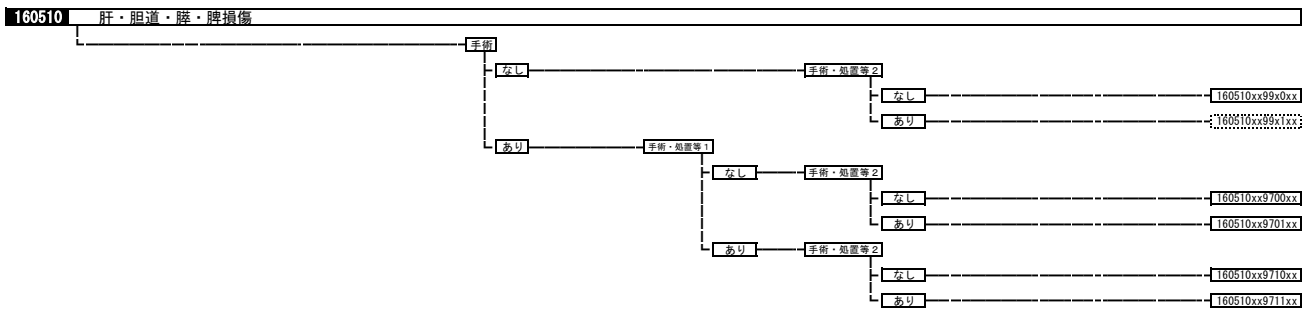 160510 肝・胆道・膵・脾損傷
手術
なし 手術・処置等２
なし 160510xx99x0xx
あり 160510xx99x1xx
あり 手術・処置等１
なし 手術・処置等２
なし 160510xx9700xx
あり 160510xx9701xx
あり 手術・処置等２
なし 160510xx9710xx
あり 160510xx9711xx